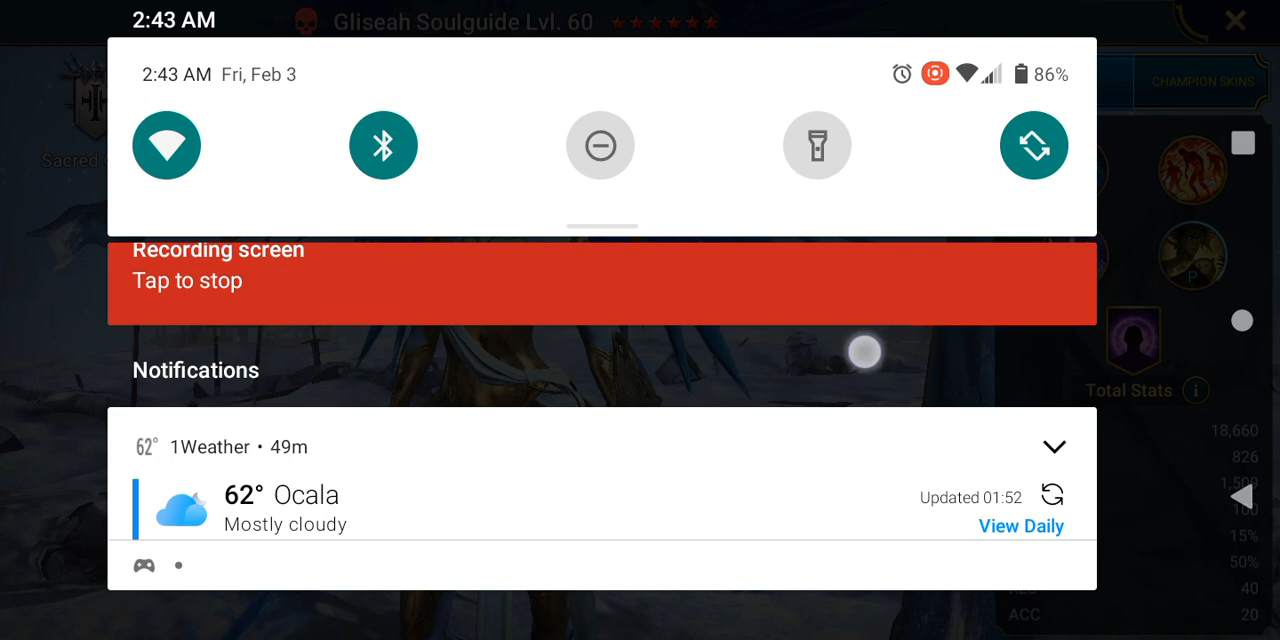 2:43 AM
Gliseah Soulguide Lvl. 60
2:43 AM Fri, Feb 3
86%
CHAMPION SKINS
Sacred
Recording screen
Tap to stop
P
Notifications
Total Stats i
62° 1Weather • 49m
18,660
826
62° Ocala
Updated 01:52
100
Mostly cloudy
View Daily
15%
50%
40
ACC 20